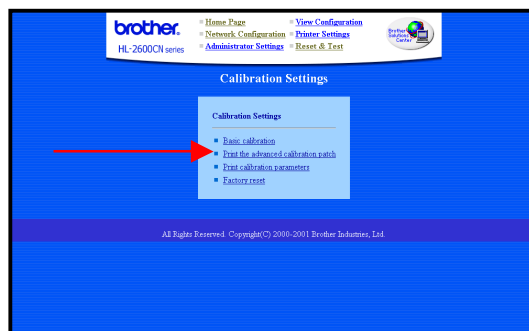 brother.
HL-2600CN series
Home Page
View Configuration
Network Configuration
Printer Settings
Administrator Settings
Reset & Test
Brother
Solutions
Center
Calibration Settings
Calibration Settings
Basic calibration
Print the advanced calibration patch
Print calibration parameters
Factory reset
All Rights Reserved. Copyright(C) 2000-2001 Brother Industries, Ltd.